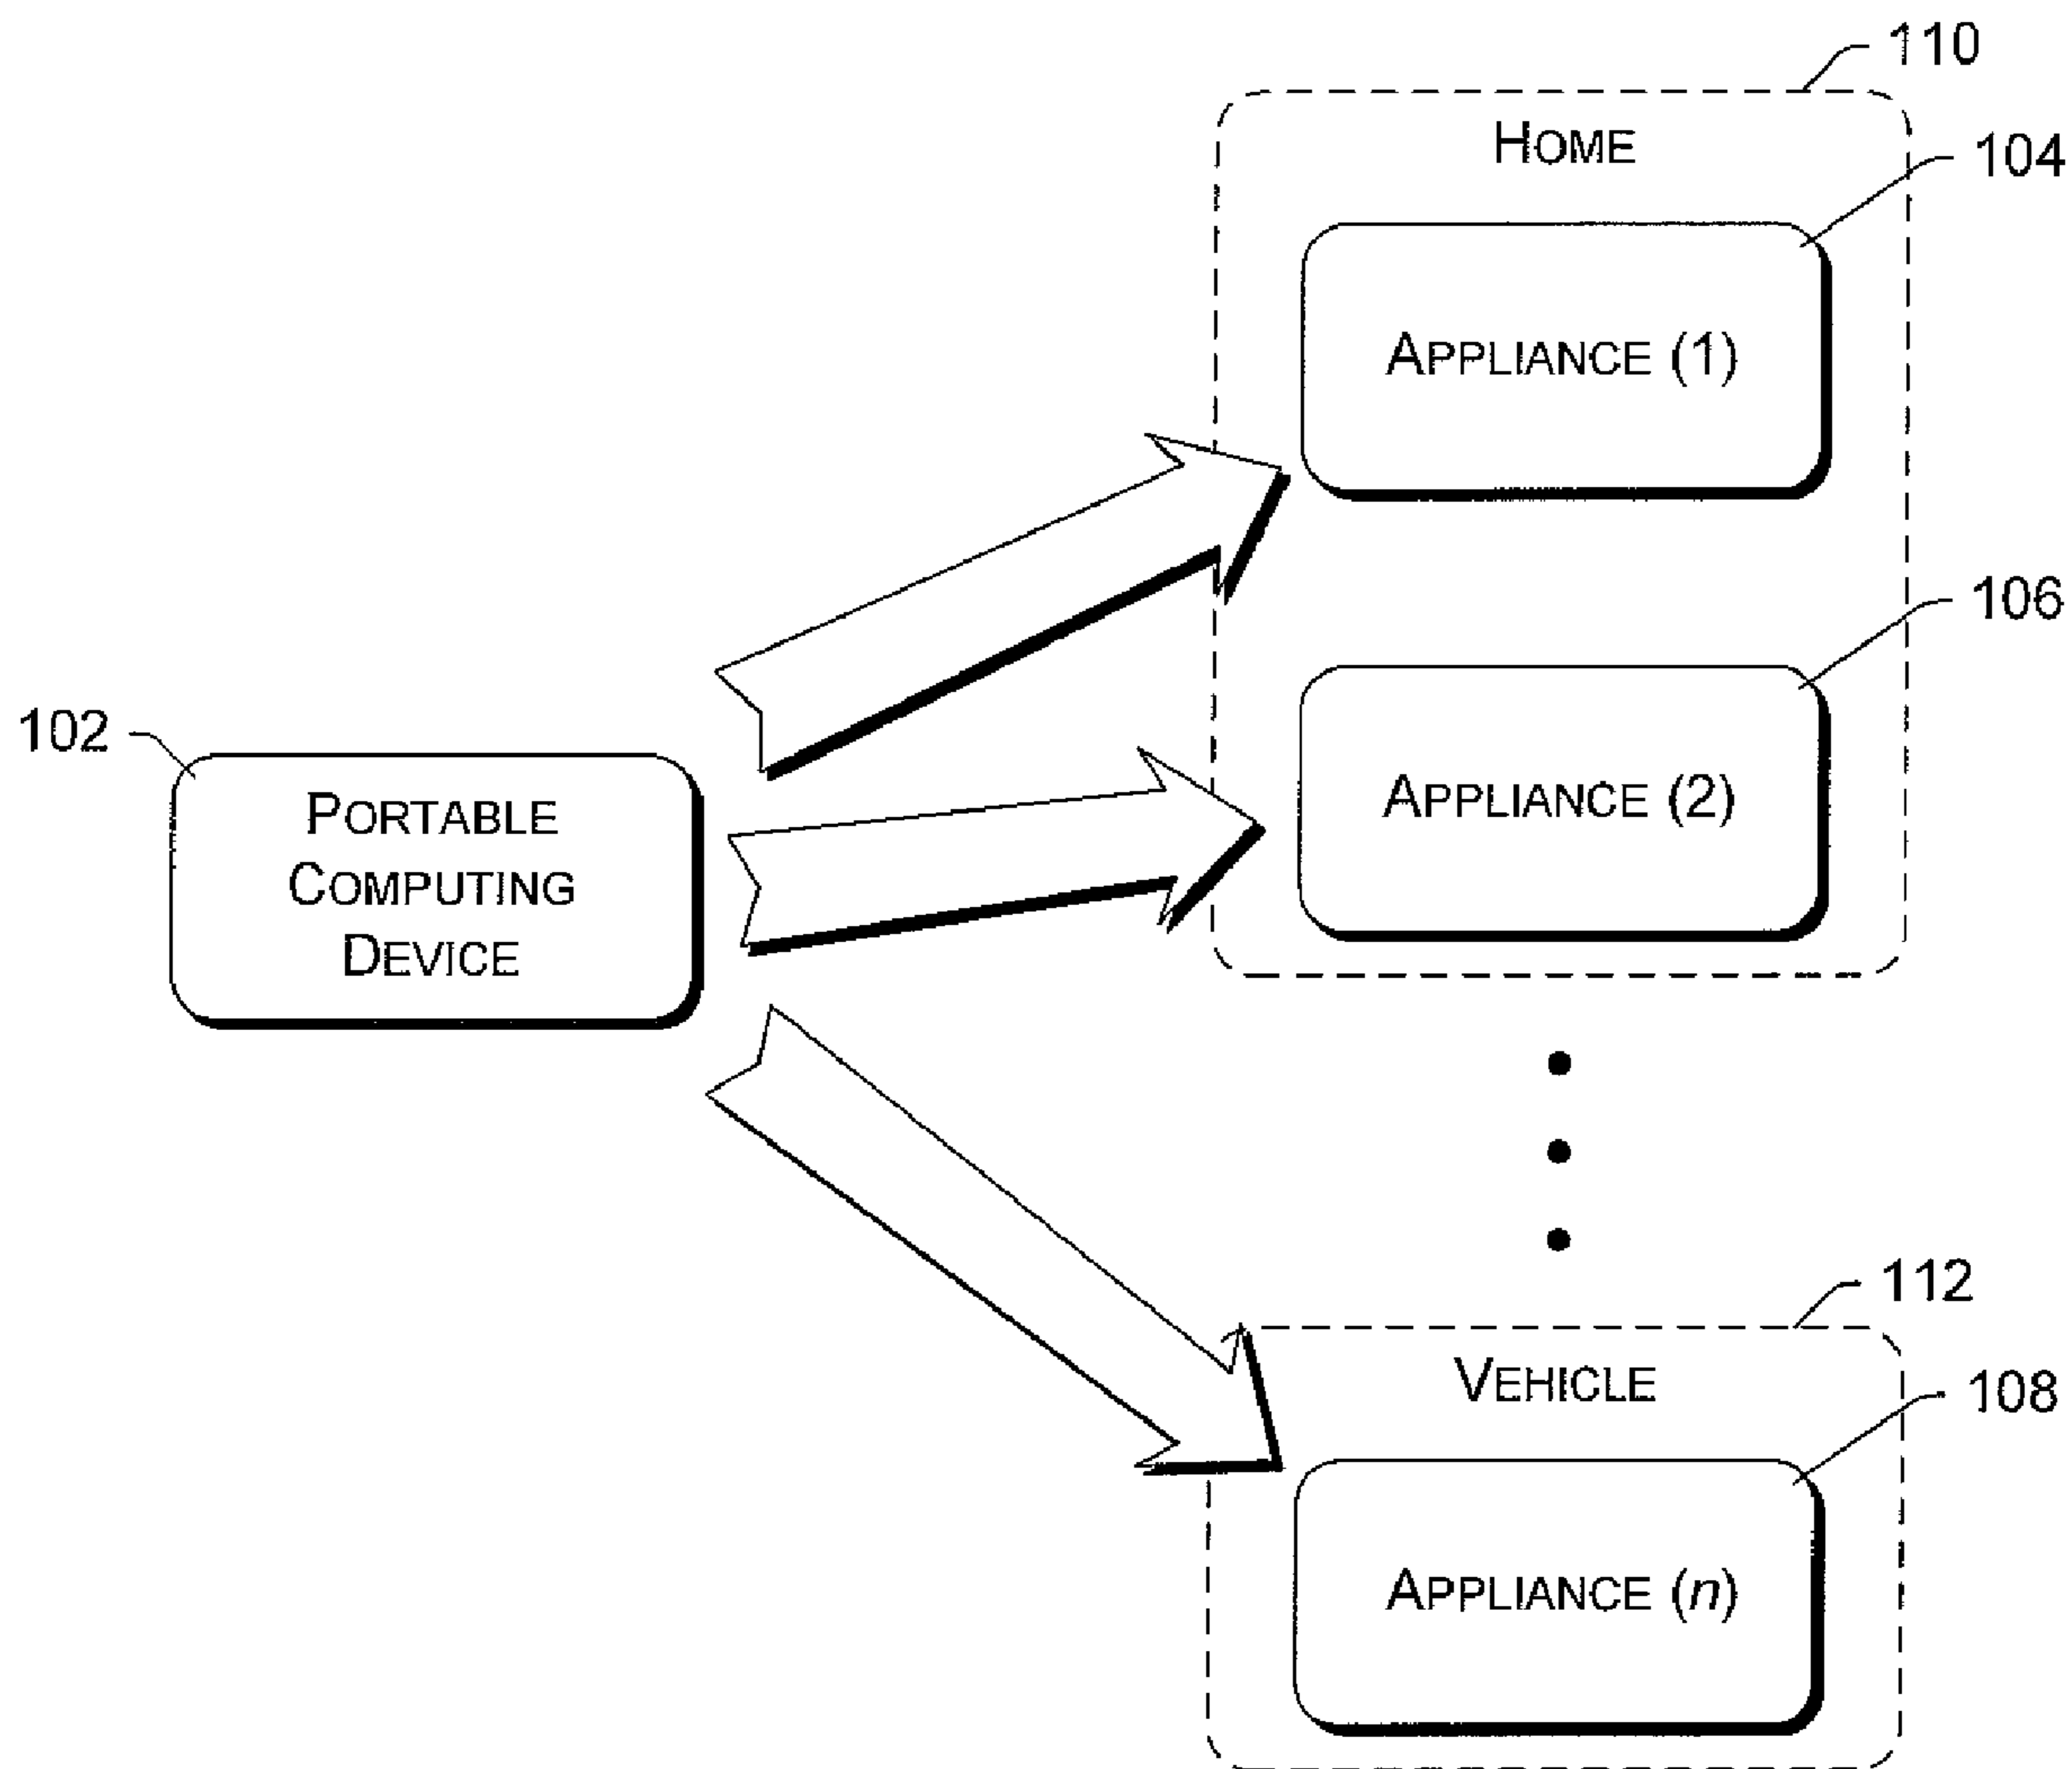 110
HOME
104
APPLIANCE (1)
106
APPLIANCE (2)
102
PORTABLE
COMPUTING
DEVICE
112
VEHICLE
108
APPLIANCE (n)